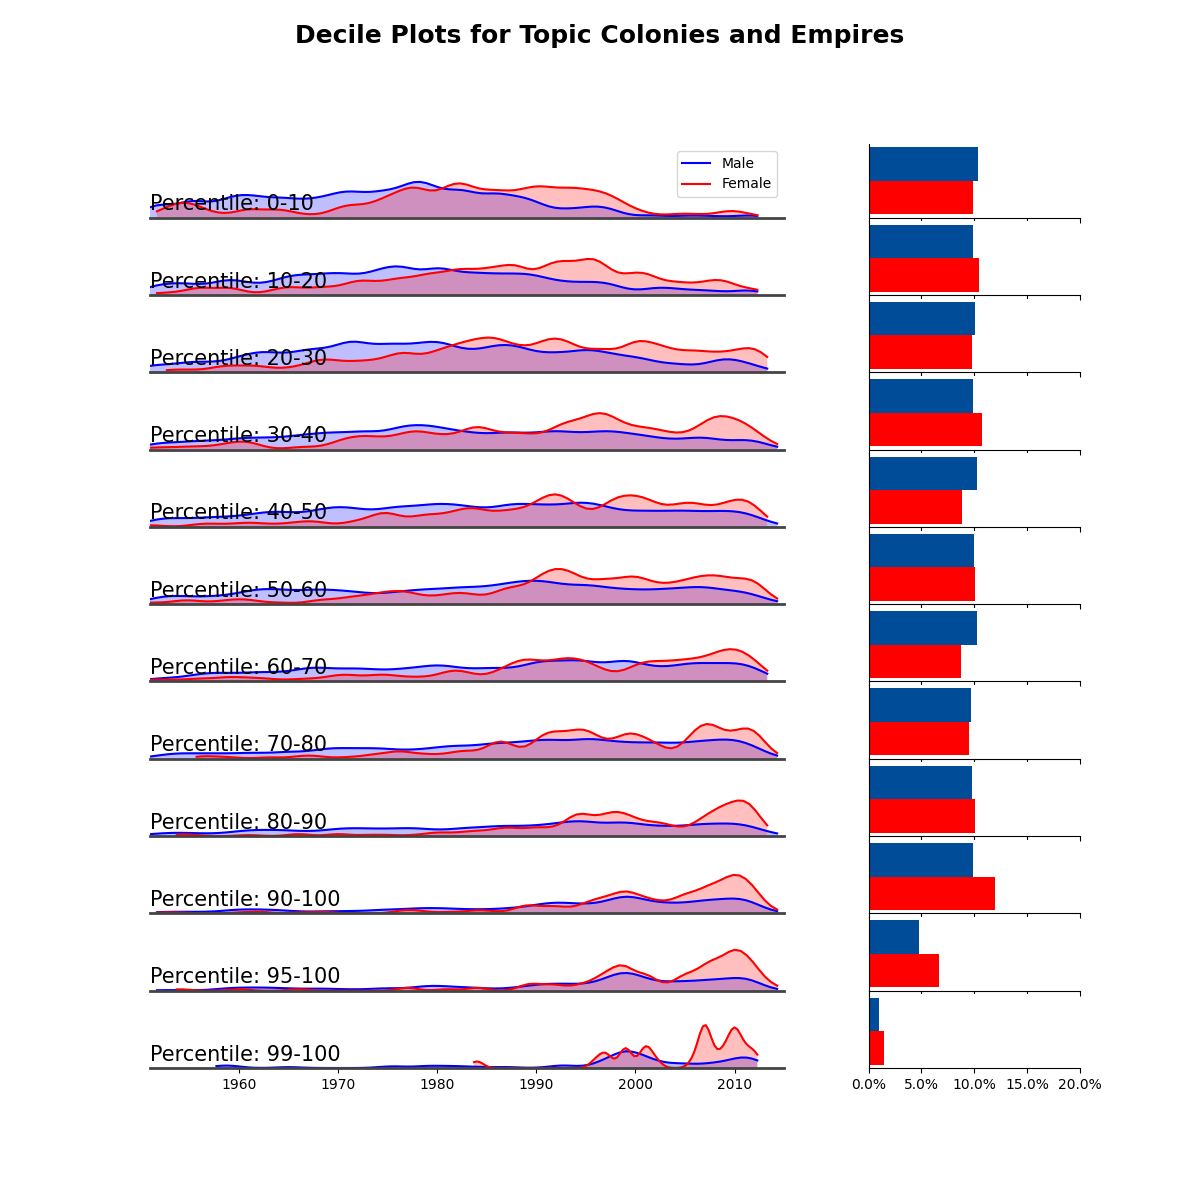 Decile Plots for Topic Colonies and Empires
Male
Female
Percentile: 0-10
Percentile: 10-20
Percentile: 20-30
Percentile: 30-40
Percentile: 40-50
Percentile: 50-60
Percentile: 60-70
Percentile: 70-80
Percentile: 80-90
Percentile: 90-100
Percentile: 95-100
Percentile: 99-100
1960 1970 1980 1990 2000 2010
0.0% 5.0% 10.0% 15.0% 20.0%